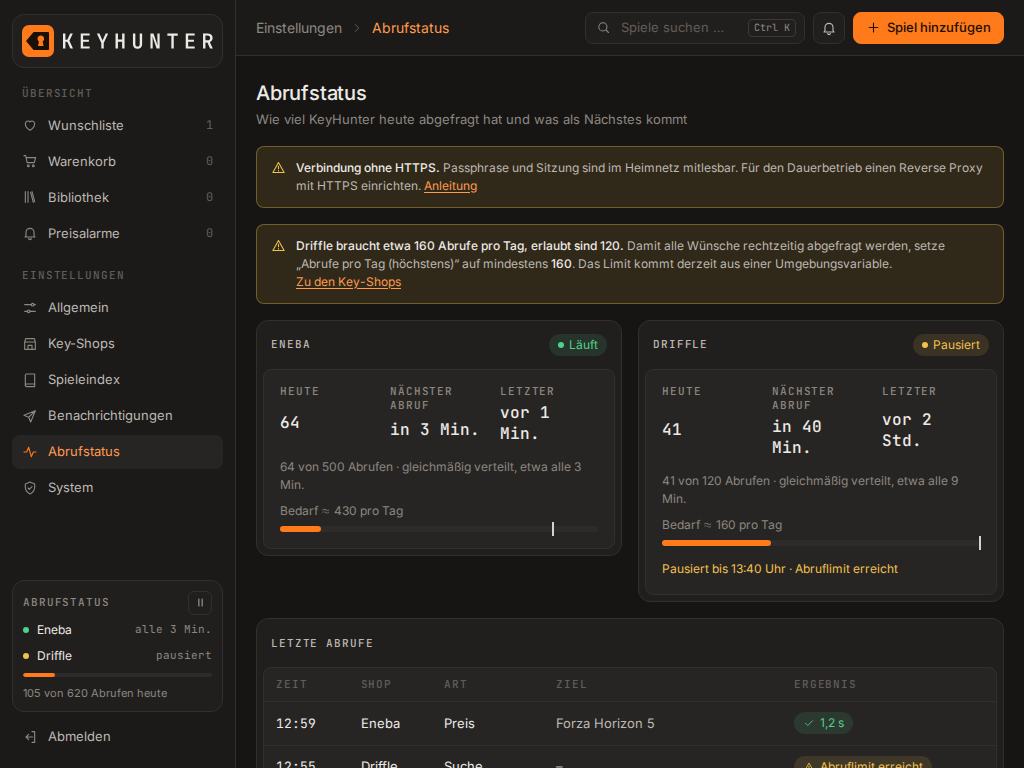 KEYHUNTER
Einstellungen > Abrufstatus
Spiele suchen ... Ctrl K
+ Spiel hinzufügen
ÜBERSICHT
Wunschliste 1
Warenkorb 0
Bibliothek 0
Preisalarme 0
EINSTELLUNGEN
Allgemein
Key-Shops
Spieleindex
Benachrichtigungen
Abrufstatus
System
ABRUFSTATUS
Eneba alle 3 Min.
Driffle pausiert
105 von 620 Abrufen heute
Abmelden
Abrufstatus
Wie viel KeyHunter heute abgefragt hat und was als Nächstes kommt
Verbindung ohne HTTPS. Passphrase und Sitzung sind im Heimnetz mitlesbar. Für den Dauerbetrieb einen Reverse Proxy
mit HTTPS einrichten. Anleitung
Driffle braucht etwa 160 Abrufe pro Tag, erlaubt sind 120. Damit alle Wünsche rechtzeitig abgefragt werden, setze
„Abrufe pro Tag (höchstens)“ auf mindestens 160. Das Limit kommt derzeit aus einer Umgebungsvariable.
Zu den Key-Shops
ENEBA Läuft
HEUTE
64
NÄCHSTER
ABRUF
in 3 Min.
LETZTER
vor 1
Min.
64 von 500 Abrufen · gleichmäßig verteilt, etwa alle 3
Min.
Bedarf ≈ 430 pro Tag
DRIFFLE Pausiert
HEUTE
41
NÄCHSTER
ABRUF
in 40
Min.
LETZTER
vor 2
Std.
41 von 120 Abrufen · gleichmäßig verteilt, etwa alle 9
Min.
Bedarf ≈ 160 pro Tag
Pausiert bis 13:40 Uhr · Abruflimit erreicht
LETZTE ABRUFE
ZEIT SHOP ART ZIEL ERGEBNIS
12:59 Eneba Preis Forza Horizon 5 1,2 s
12:55 Driffle Suche – Abruflimit erreicht